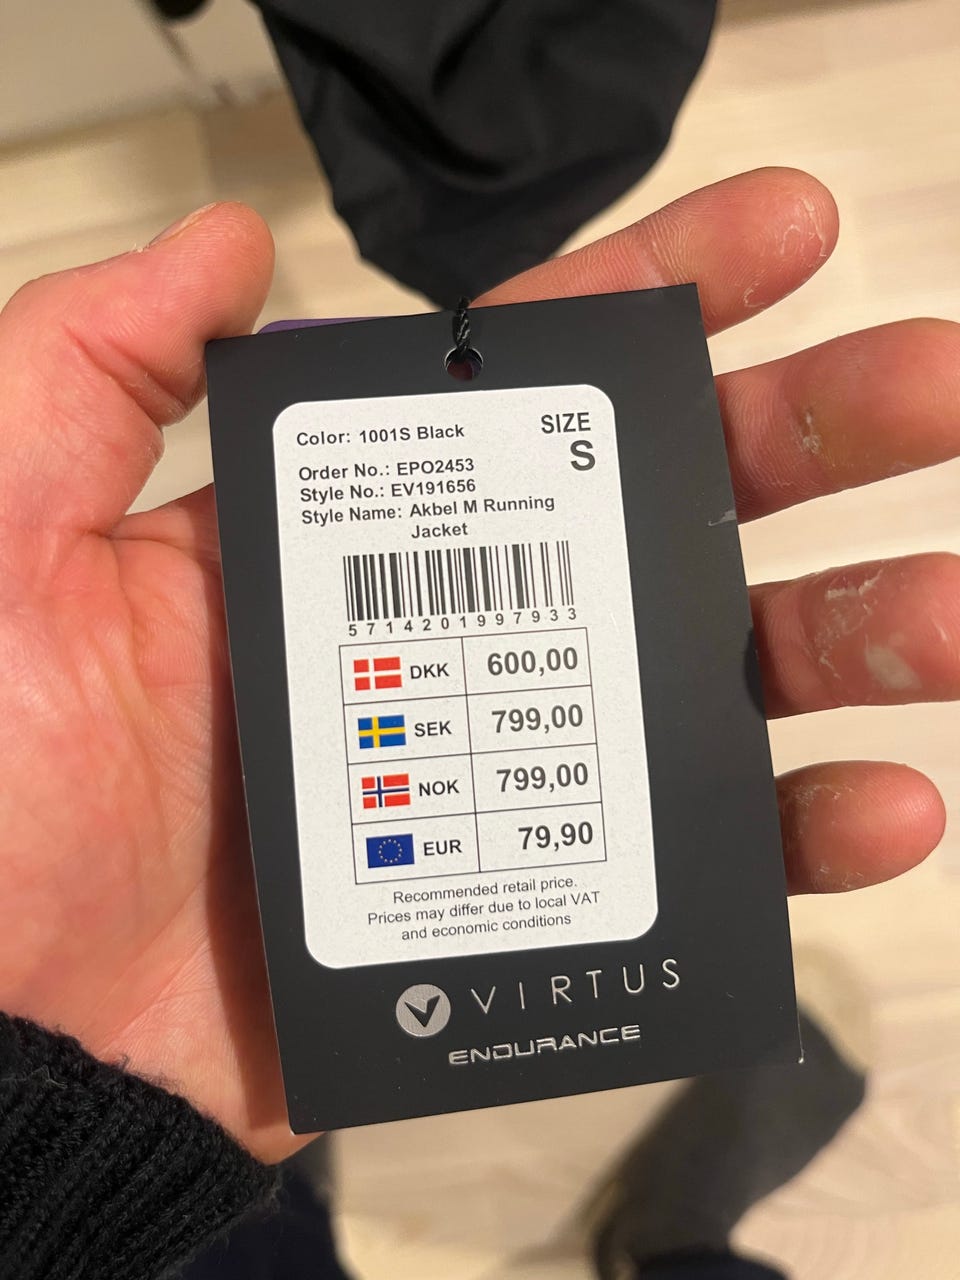 Color: 1001S Black
SIZE
S
Order No.: EPO2453
Style No.: EV191656
Style Name: Akbel M Running
Jacket
5714201997933
DKK 600,00
SEK 799,00
NOK 799,00
EUR 79,90
Recommended retail price.
Prices may differ due to local VAT
and economic conditions
VIRTUS
ENDURANCE